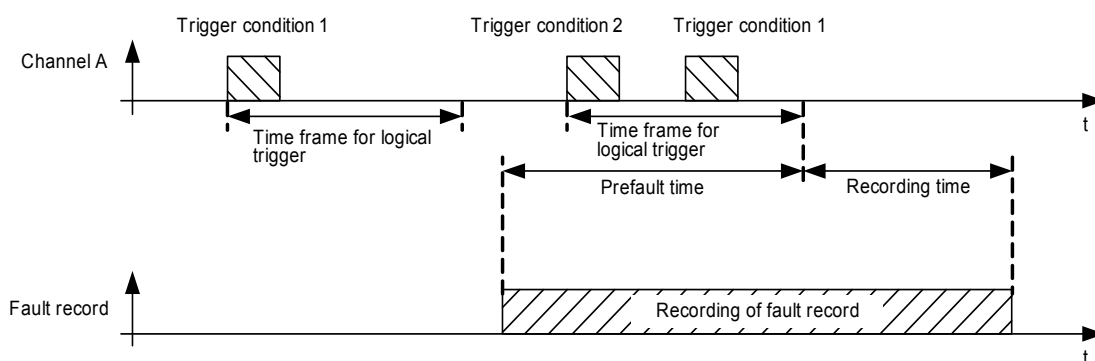 Trigger condition 1
Trigger condition 2
Trigger condition 1
Channel A
t
Time frame for logical
trigger
Time frame for
logical trigger
Prefault time
Recording time
Fault record
Recording of fault record
t